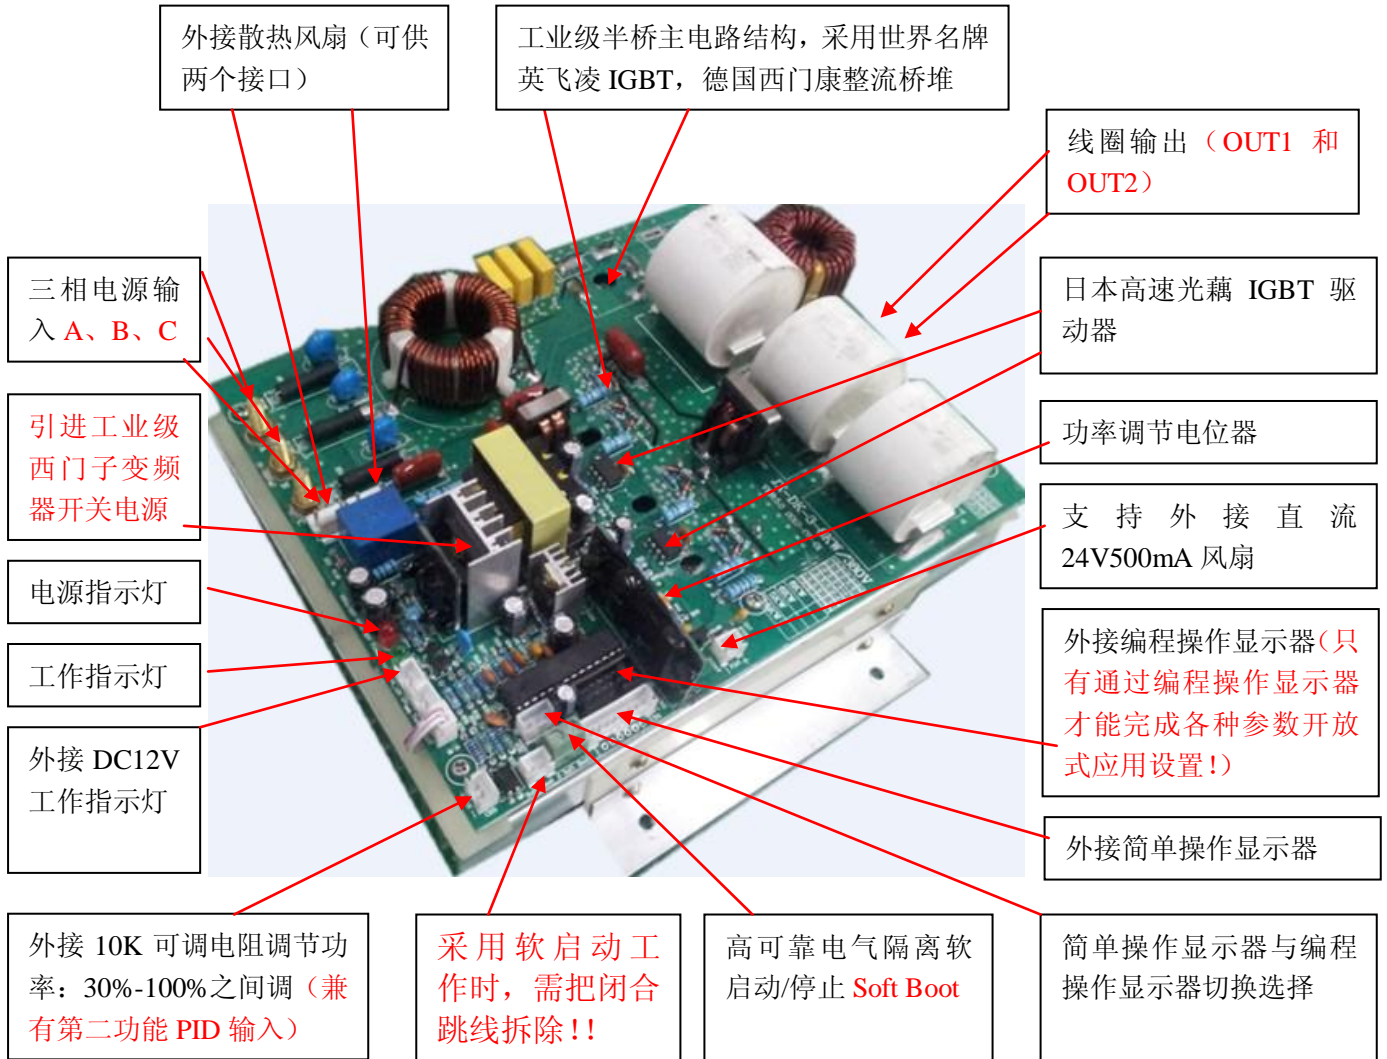 外接散热风扇（可供
两个接口）
工业级半桥主电路结构，采用世界名牌
英飞凌 IGBT，德国西门康整流桥堆
线圈输出（OUT1 和
OUT2）
三相电源输
入 A、B、C
日本高速光藕 IGBT 驱
动器
引进工业级
西门子变频
器开关电源
功率调节电位器
支持外接直流
24V500mA 风扇
电源指示灯
工作指示灯
外接编程操作显示器（只
有通过编程操作显示器
才能完成各种参数开放
式应用设置！）
外接 DC12V
工作指示灯
外接简单操作显示器
外接 10K 可调电阻调节功
率：30%-100%之间调（兼
有第二功能 PID 输入）
采用软启动工
作时，需把闭合
跳线拆除！！
高可靠电气隔离软
启动/停止 Soft Boot
简单操作显示器与编程
操作显示器切换选择